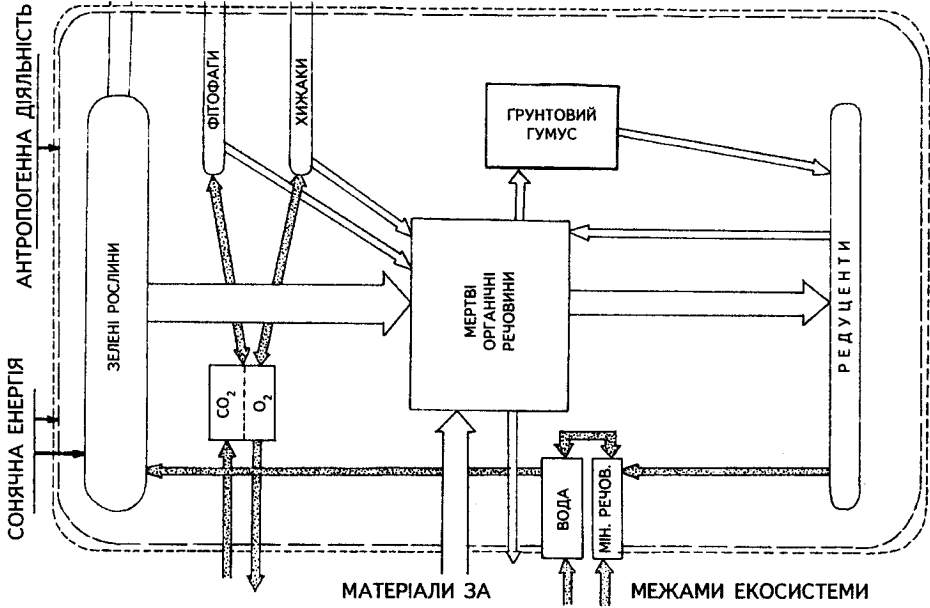 АНТРОПОГЕННА ДІЯЛЬНІСТЬ
СОНЯЧНА ЕНЕРГІЯ
ЗЕЛЕНІ РОСЛИНИ
ФІТОФАГИ
ХИЖАКИ
ГРУНТОВИЙ
ГУМУС
МЕРТВІ
ОРГАНІЧНІ
РЕЧОВИНИ
РЕДУЦЕНТИ
CO2
O2
ВОДА
МІН. РЕЧОВ.
МАТЕРІАЛИ ЗА МЕЖАМИ ЕКОСИСТЕМИ